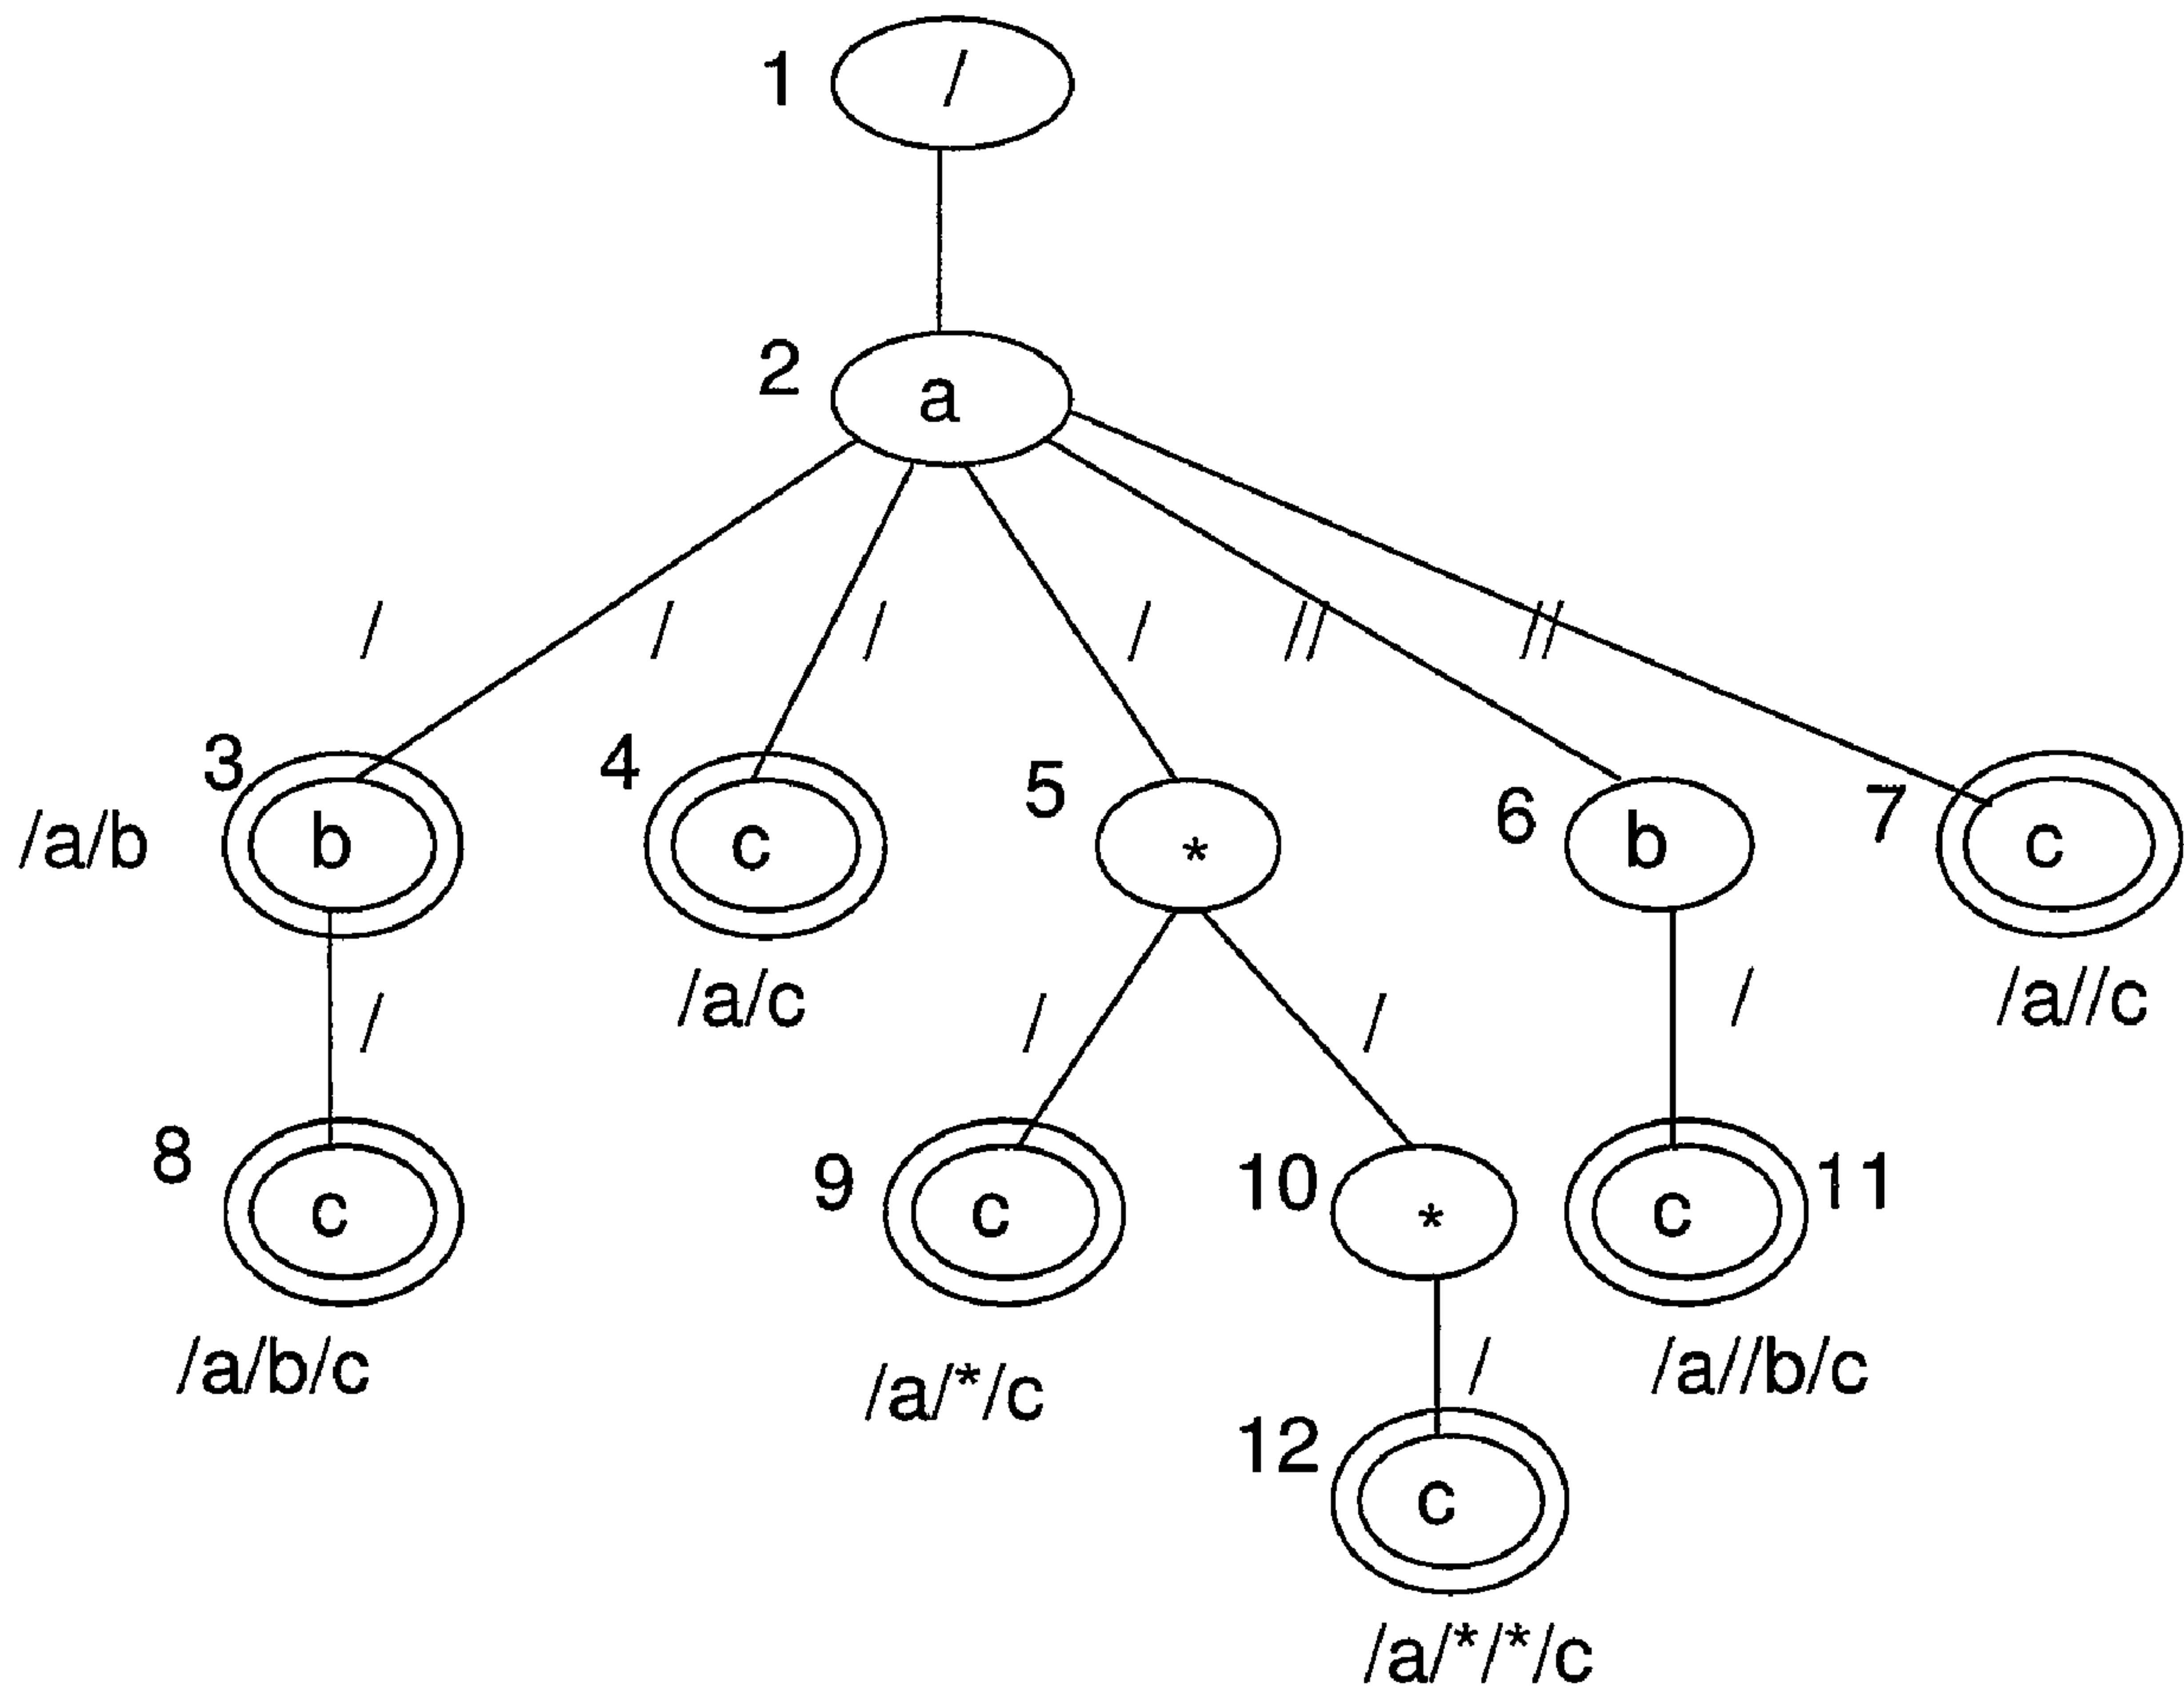 1 /
2 a
/ / / / // //
3 4 5 6 7
/a/b b c * b c
/a/c /a//c
/ / / /
8 9 10 11
c c * c
/a/b/c /a/*/c / /a//b/c
12
c
/a/*/*/c